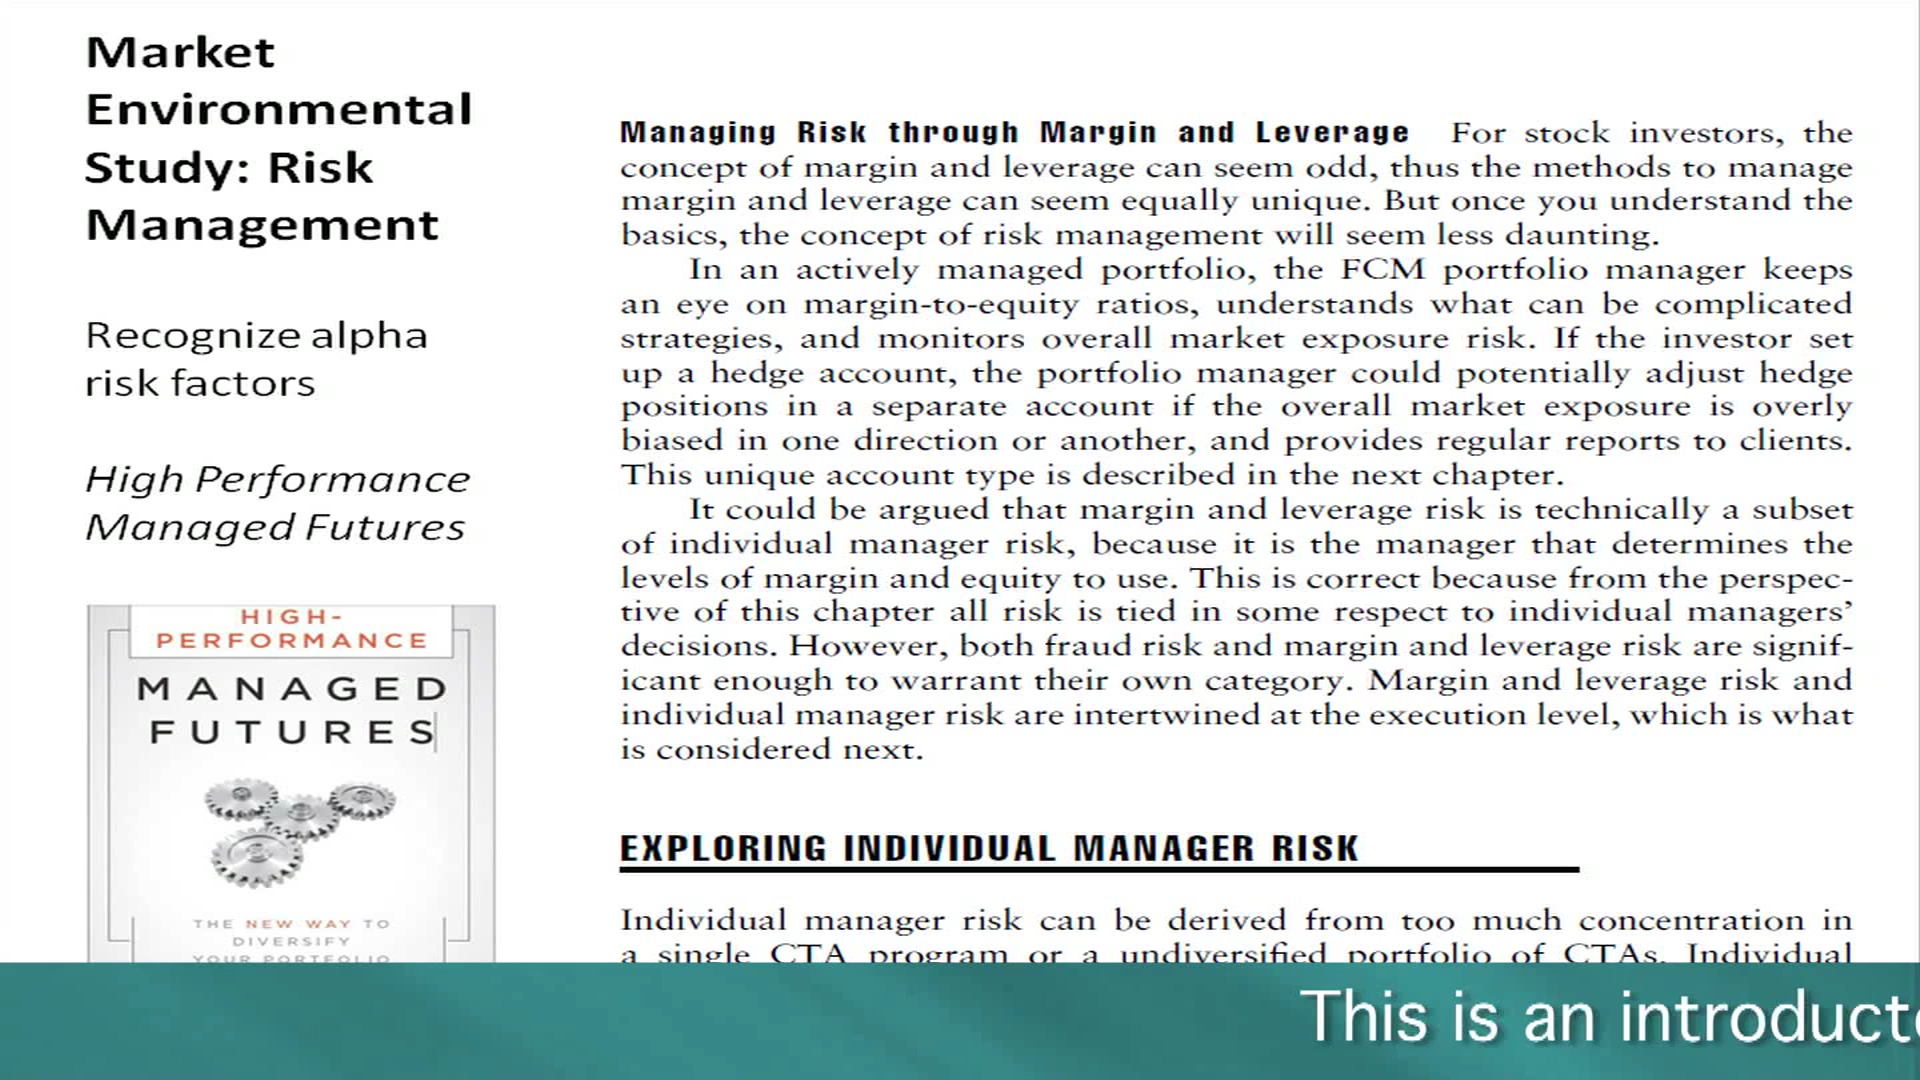 Market
Environmental
Study: Risk
Management
Recognize alpha
risk factors
High Performance
Managed Futures
HIGH-
PERFORMANCE
MANAGED
FUTURES
THE NEW WAY TO
DIVERSIFY
YOUR PORTFOLIO
Managing Risk through Margin and Leverage For stock investors, the
concept of margin and leverage can seem odd, thus the methods to manage
margin and leverage can seem equally unique. But once you understand the
basics, the concept of risk management will seem less daunting.
In an actively managed portfolio, the FCM portfolio manager keeps
an eye on margin-to-equity ratios, understands what can be complicated
strategies, and monitors overall market exposure risk. If the investor set
up a hedge account, the portfolio manager could potentially adjust hedge
positions in a separate account if the overall market exposure is overly
biased in one direction or another, and provides regular reports to clients.
This unique account type is described in the next chapter.
It could be argued that margin and leverage risk is technically a subset
of individual manager risk, because it is the manager that determines the
levels of margin and equity to use. This is correct because from the perspec-
tive of this chapter all risk is tied in some respect to individual managers’
decisions. However, both fraud risk and margin and leverage risk are signif-
icant enough to warrant their own category. Margin and leverage risk and
individual manager risk are intertwined at the execution level, which is what
is considered next.
EXPLORING INDIVIDUAL MANAGER RISK
Individual manager risk can be derived from too much concentration in
a single CTA program or a undiversified portfolio of CTAs. Individual
This is an introduct